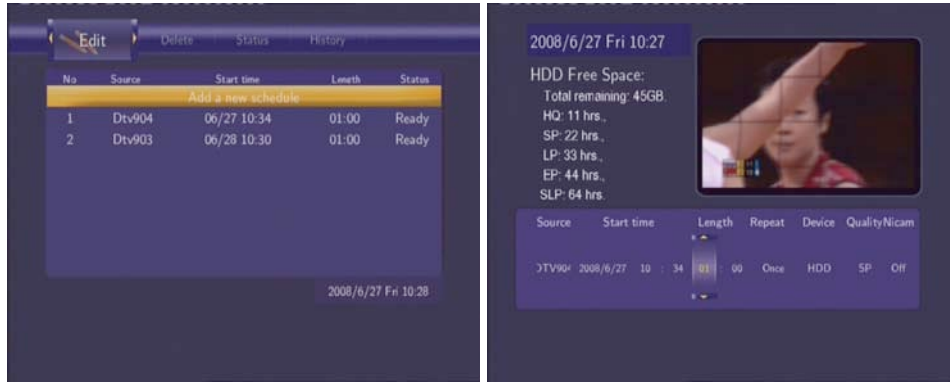 Edit Delete Status History
No Source Start time Length Status
Add a new schedule
1 Dtv904 06/27 10:34 01:00 Ready
2 Dtv903 06/28 10:30 01:00 Ready
2008/6/27 Fri 10:28
2008/6/27 Fri 10:27
HDD Free Space:
Total remaining: 45GB.
HQ: 11 hrs.,
SP: 22 hrs.,
LP: 33 hrs.,
EP: 44 hrs.,
SLP: 64 hrs.
Source Start time Length Repeat Device Quality Nicam
DTV904 2008/6/27 10 : 34 01 : 00 Once HDD SP Off